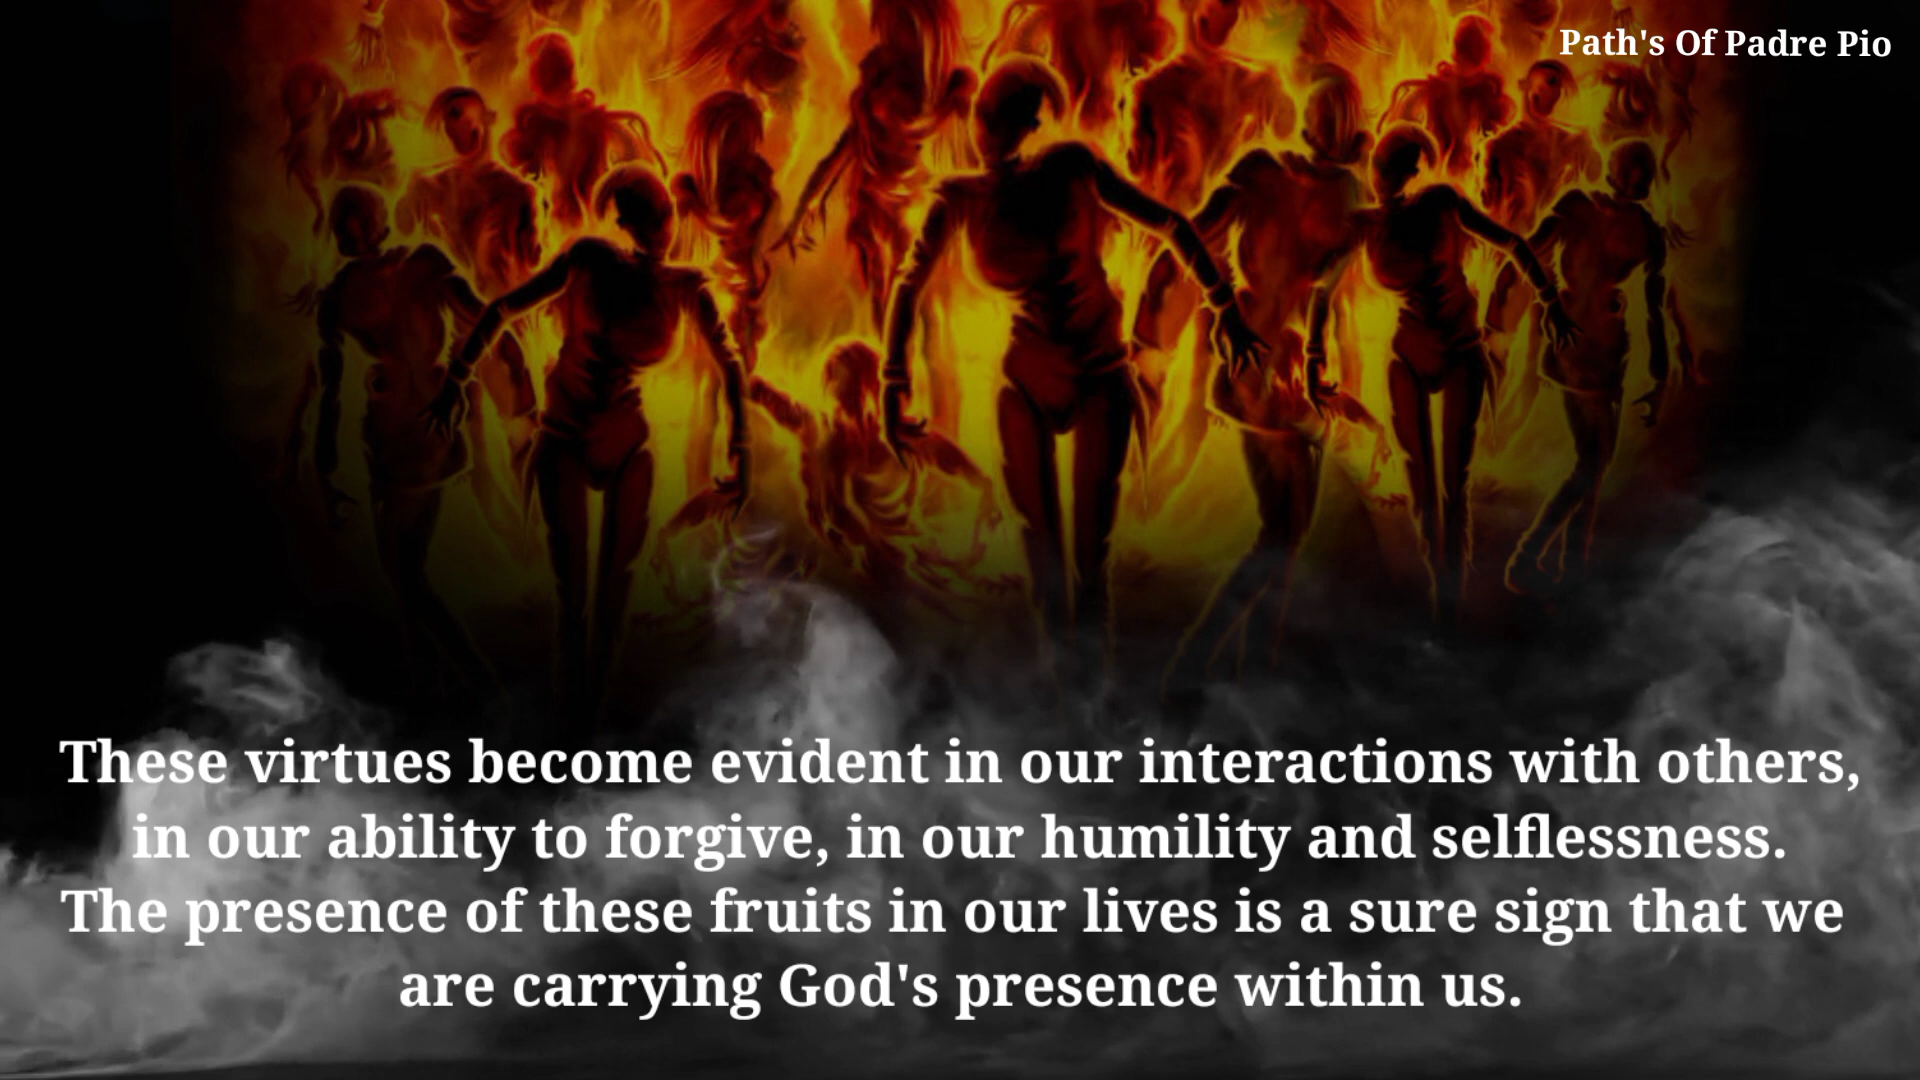 Path's Of Padre Pio
These virtues become evident in our interactions with others,
in our ability to forgive, in our humility and selflessness.
The presence of these fruits in our lives is a sure sign that we
are carrying God's presence within us.